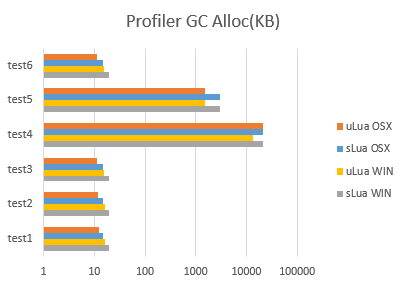 Profiler GC Alloc(KB)
test6
test5
test4
test3
test2
test1
1 10 100 1000 10000 100000
uLua OSX
sLua OSX
uLua WIN
sLua WIN